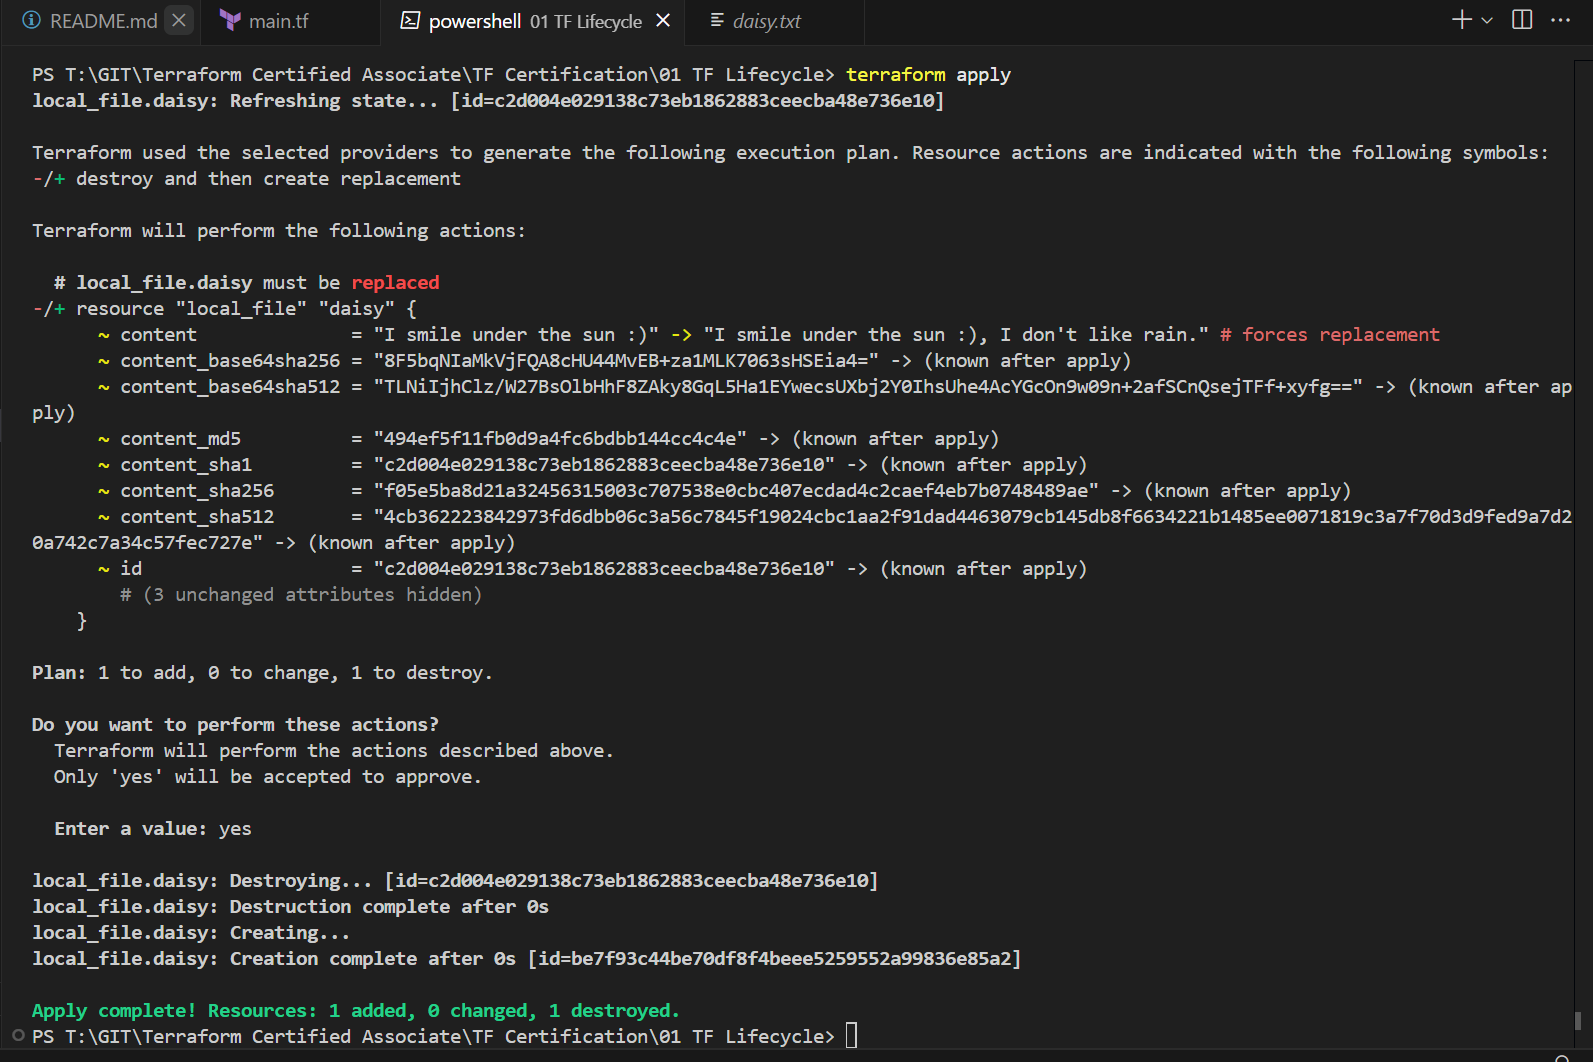 README.md
main.tf
powershell 01 TF Lifecycle
daisy.txt
PS T:\GIT\Terraform Certified Associate\TF Certification\01 TF Lifecycle> terraform apply
local_file.daisy: Refreshing state... [id=c2d004e029138c73eb1862883ceecba48e736e10]
Terraform used the selected providers to generate the following execution plan. Resource actions are indicated with the following symbols:
-/+ destroy and then create replacement
Terraform will perform the following actions:
# local_file.daisy must be replaced
-/+ resource "local_file" "daisy" {
~ content = "I smile under the sun :)" -> "I smile under the sun :), I don't like rain." # forces replacement
~ content_base64sha256 = "8F5bqNIaMkVjFQA8cHU44MvEB+za1MLK7063sHSEia4=" -> (known after apply)
~ content_base64sha512 = "TLNiIjhClz/W27BsOlbHhF8ZAky8GqL5Ha1EYwecsUXbj2Y0IhsUhe4AcYGcOn9w09n+2afSCnQsejTFf+xyfg==" -> (known after ap
ply)
~ content_md5 = "494ef5f11fb0d9a4fc6bdbb144cc4c4e" -> (known after apply)
~ content_sha1 = "c2d004e029138c73eb1862883ceecba48e736e10" -> (known after apply)
~ content_sha256 = "f05e5ba8d21a32456315003c707538e0cbc407ecdad4c2caef4eb7b0748489ae" -> (known after apply)
~ content_sha512 = "4cb362223842973fd6dbb06c3a56c7845f19024cbc1aa2f91dad4463079cb145db8f6634221b1485ee0071819c3a7f70d3d9fed9a7d2
0a742c7a34c57fec727e" -> (known after apply)
~ id = "c2d004e029138c73eb1862883ceecba48e736e10" -> (known after apply)
# (3 unchanged attributes hidden)
}
Plan: 1 to add, 0 to change, 1 to destroy.
Do you want to perform these actions?
Terraform will perform the actions described above.
Only 'yes' will be accepted to approve.
Enter a value: yes
local_file.daisy: Destroying... [id=c2d004e029138c73eb1862883ceecba48e736e10]
local_file.daisy: Destruction complete after 0s
local_file.daisy: Creating...
local_file.daisy: Creation complete after 0s [id=be7f93c44be70df8f4beee5259552a99836e85a2]
Apply complete! Resources: 1 added, 0 changed, 1 destroyed.
PS T:\GIT\Terraform Certified Associate\TF Certification\01 TF Lifecycle>